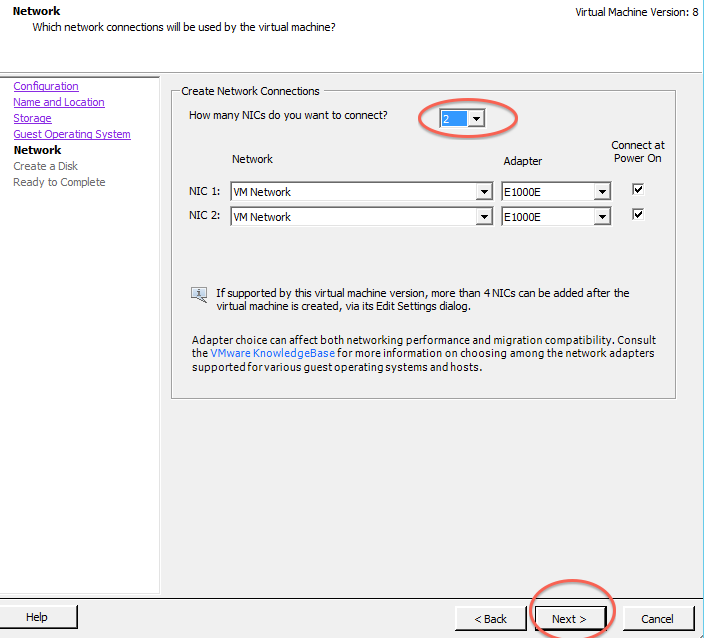 Network
Virtual Machine Version: 8
Which network connections will be used by the virtual machine?
Configuration
Name and Location
Storage
Guest Operating System
Network
Create a Disk
Ready to Complete
Create Network Connections
How many NICs do you want to connect?
2
Network
Adapter
Connect at
Power On
NIC 1:
VM Network
E1000E
NIC 2:
VM Network
E1000E
If supported by this virtual machine version, more than 4 NICs can be added after the
virtual machine is created, via its Edit Settings dialog.
Adapter choice can affect both networking performance and migration compatibility. Consult
the VMware KnowledgeBase for more information on choosing among the network adapters
supported for various guest operating systems and hosts.
Help
< Back
Next >
Cancel